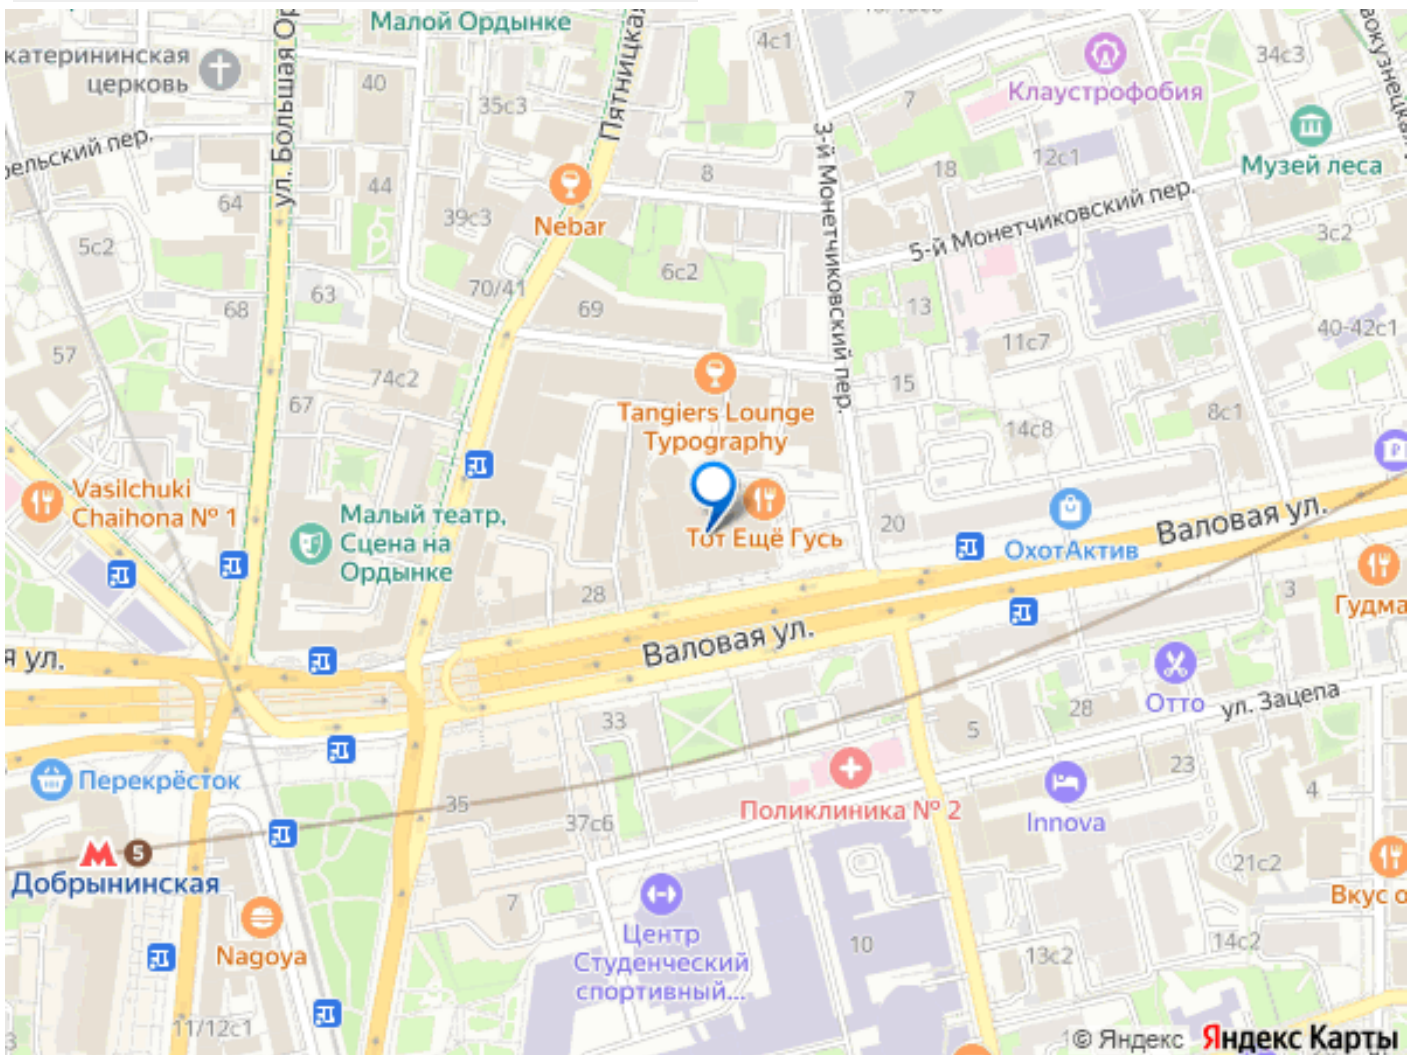 Малой Ордынке
катерининская
церковь
40
35с3
4с1
Клаустрофобия
34с3
7
ул. Большая Ор
Пятницкая
3-й Монетчиковский пер.
12с1
Музей леса
рельский пер.
64
44
39с3
8
18
5-й Монетчиковский пер.
Nebar
5с2
3с2
6с2
63
68
70/41
69
13
11с7
40-42с1
57
74с2
15
67
Tangiers Lounge
Typography
8с1
14с8
Vasilchuki
Chaihona № 1
Малый театр,
Сцена на
Ордынке
Тот Ещё Гусь
20
ОхотАктив
Валовая ул.
28
3
Гудма
я ул.
Валовая ул.
Отто
28
ул. Зацепа
33
5
Перекрёсток
23
4
35
37с6
Поликлиника № 2
Innova
5
Добрынинская
21с2
Вкус о
7
Nagoya
Центр
Студенческий
спортивный...
10
13с2
14с2
11/12с1
© Яндекс Яндекс Карты